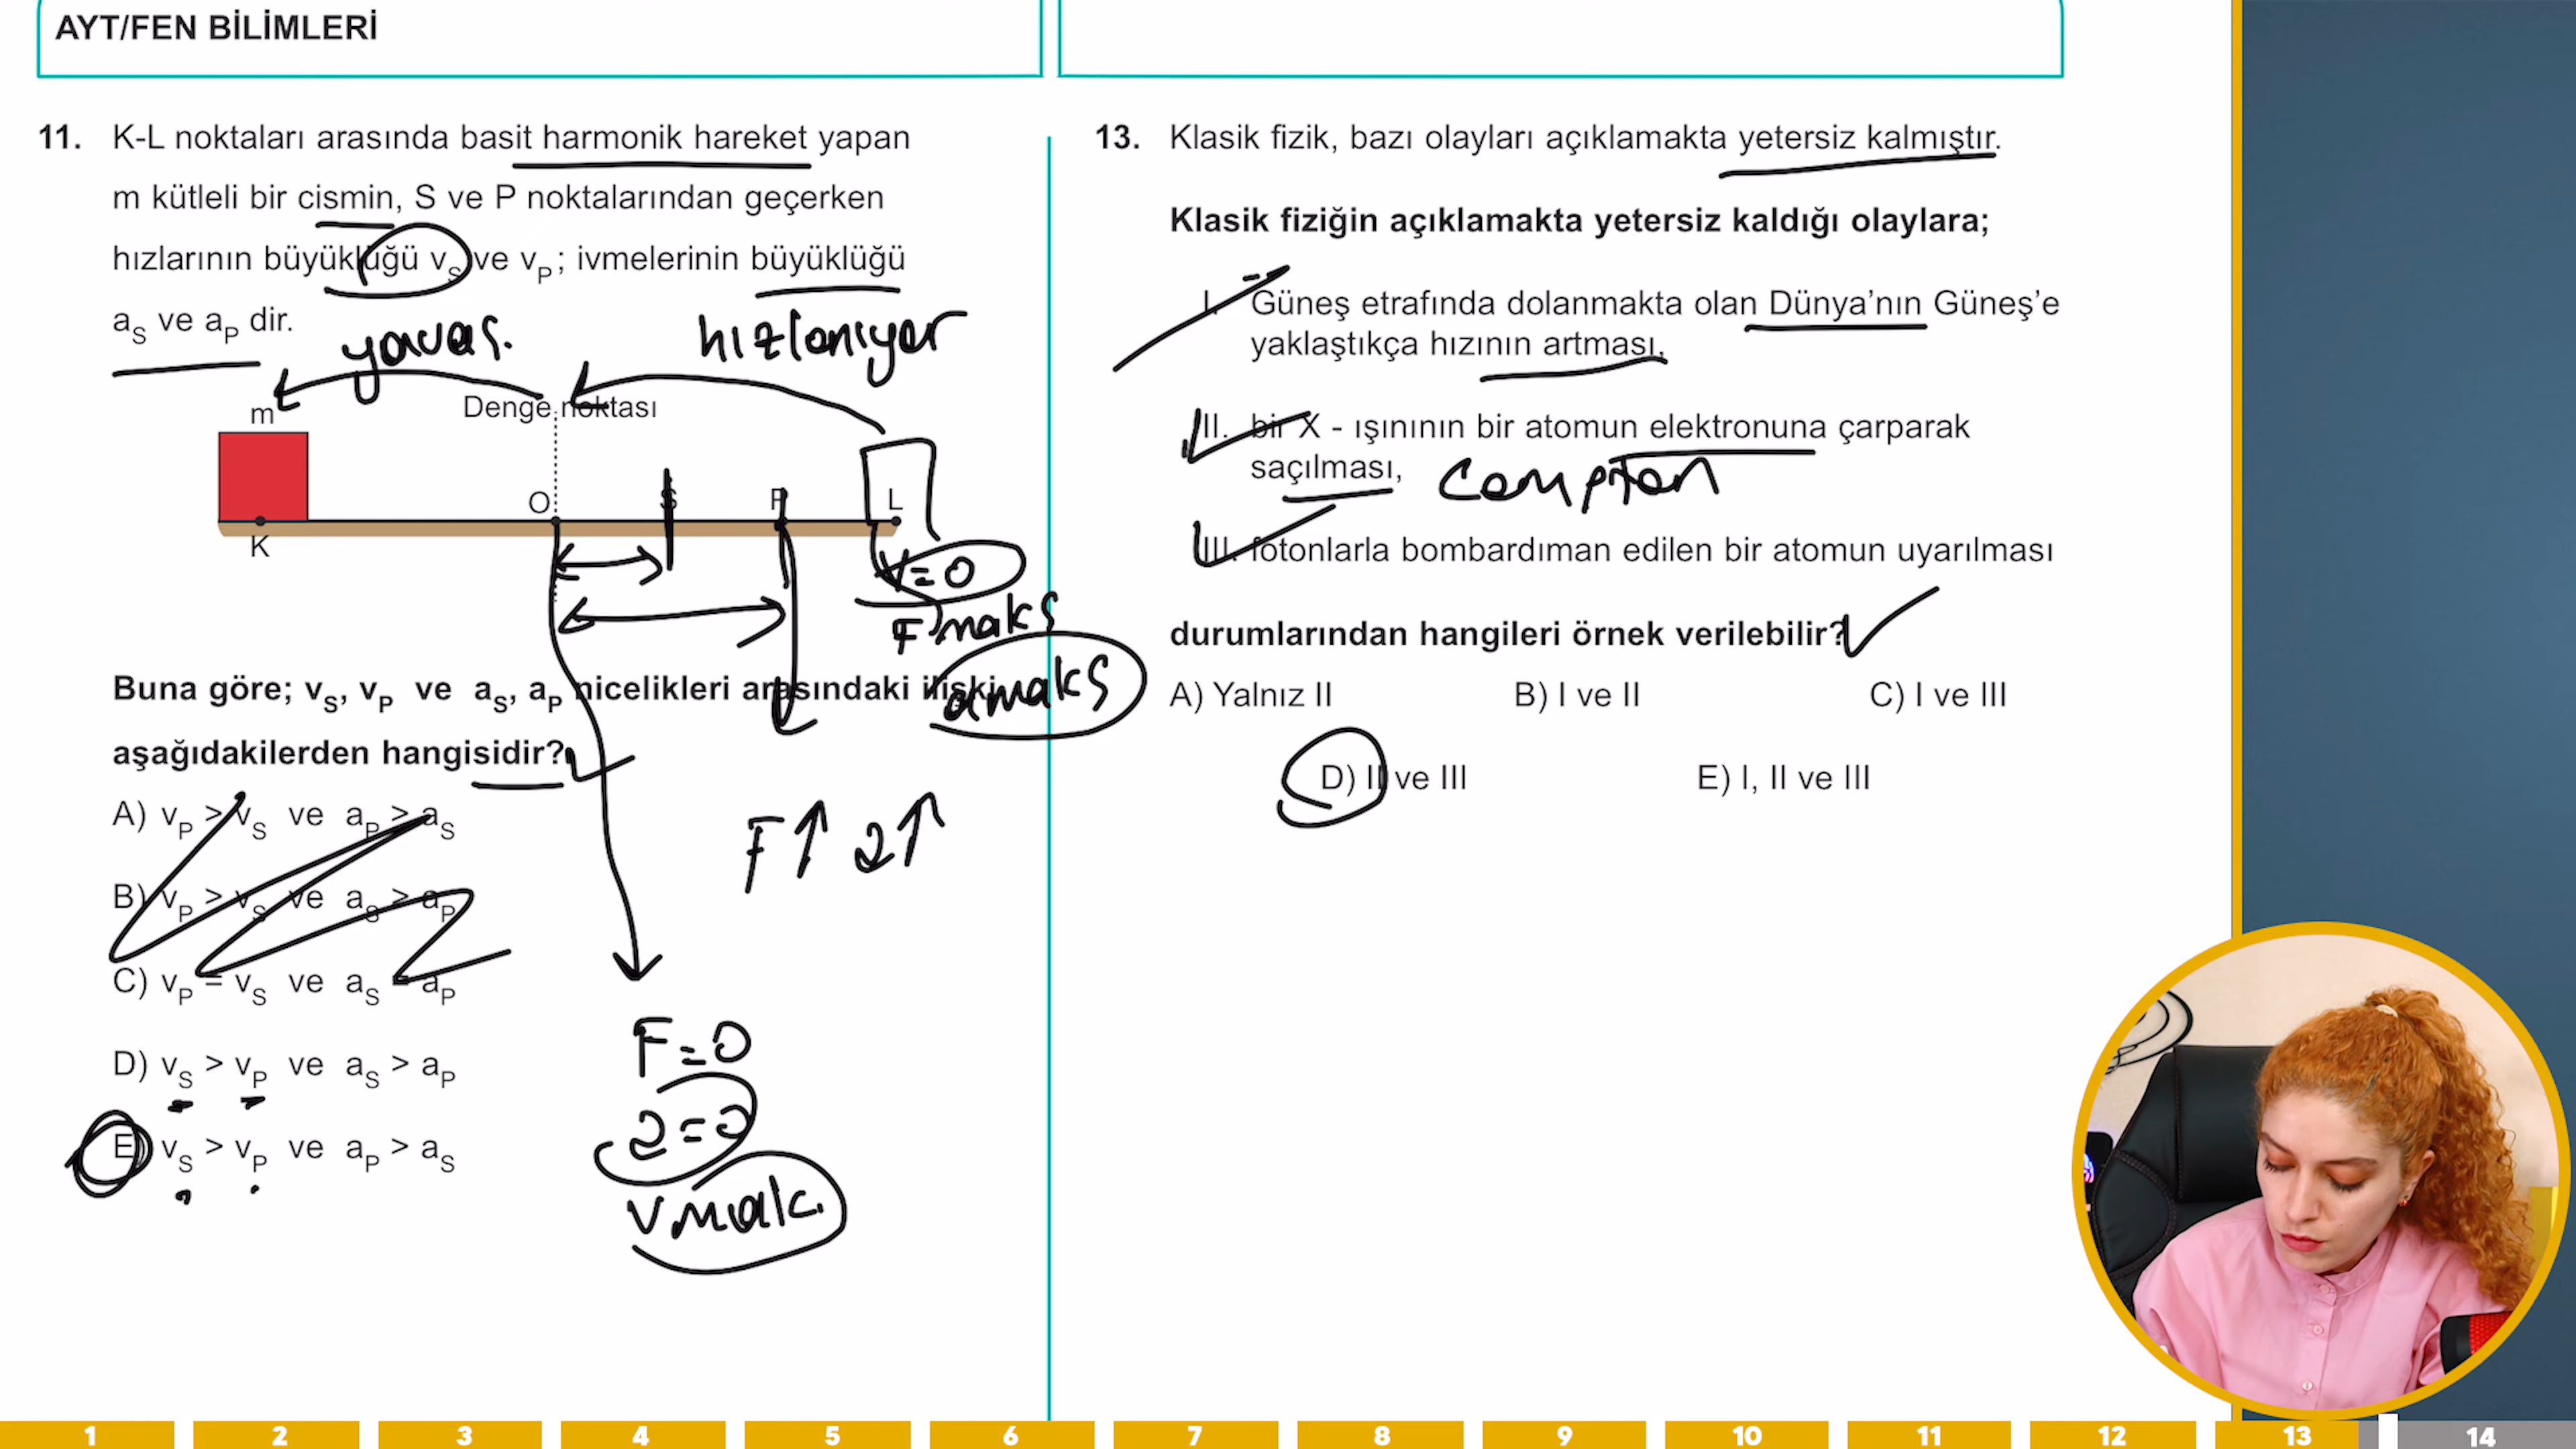 AYT/FEN BİLİMLERİ
11. K-L noktaları arasında basit harmonik hareket yapan
m kütleli bir cismin, S ve P noktalarından geçerken
hızlarının büyüklüğü vS ve vP; ivmelerinin büyüklüğü
aS ve aP dir.
yavaş.
hızlanıyor
m
Denge noktası
O
S
P
L
K
v=0
F maks
amaks
Buna göre; vS, vP ve aS, aP nicelikleri arasındaki ilişki
aşağıdakilerden hangisidir?
A) vP > vS ve aP > aS
B) vP > vS ve aS > aP
C) vP = vS ve aS = aP
D) vS > vP ve aS > aP
E) vS > vP ve aP > aS
F↑ a↑
F=0
a=0
vmak.
13. Klasik fizik, bazı olayları açıklamakta yetersiz kalmıştır.
Klasik fiziğin açıklamakta yetersiz kaldığı olaylara;
I. Güneş etrafında dolanmakta olan Dünya'nın Güneş'e
yaklaştıkça hızının artması,
II. bir X - ışınının bir atomun elektronuna çarparak
saçılması,
Compton
III. fotonlarla bombardıman edilen bir atomun uyarılması
durumlarından hangileri örnek verilebilir?
A) Yalnız II
B) I ve II
C) I ve III
D) II ve III
E) I, II ve III
1 2 3 4 5 6 7 8 9 10 11 12 13 14